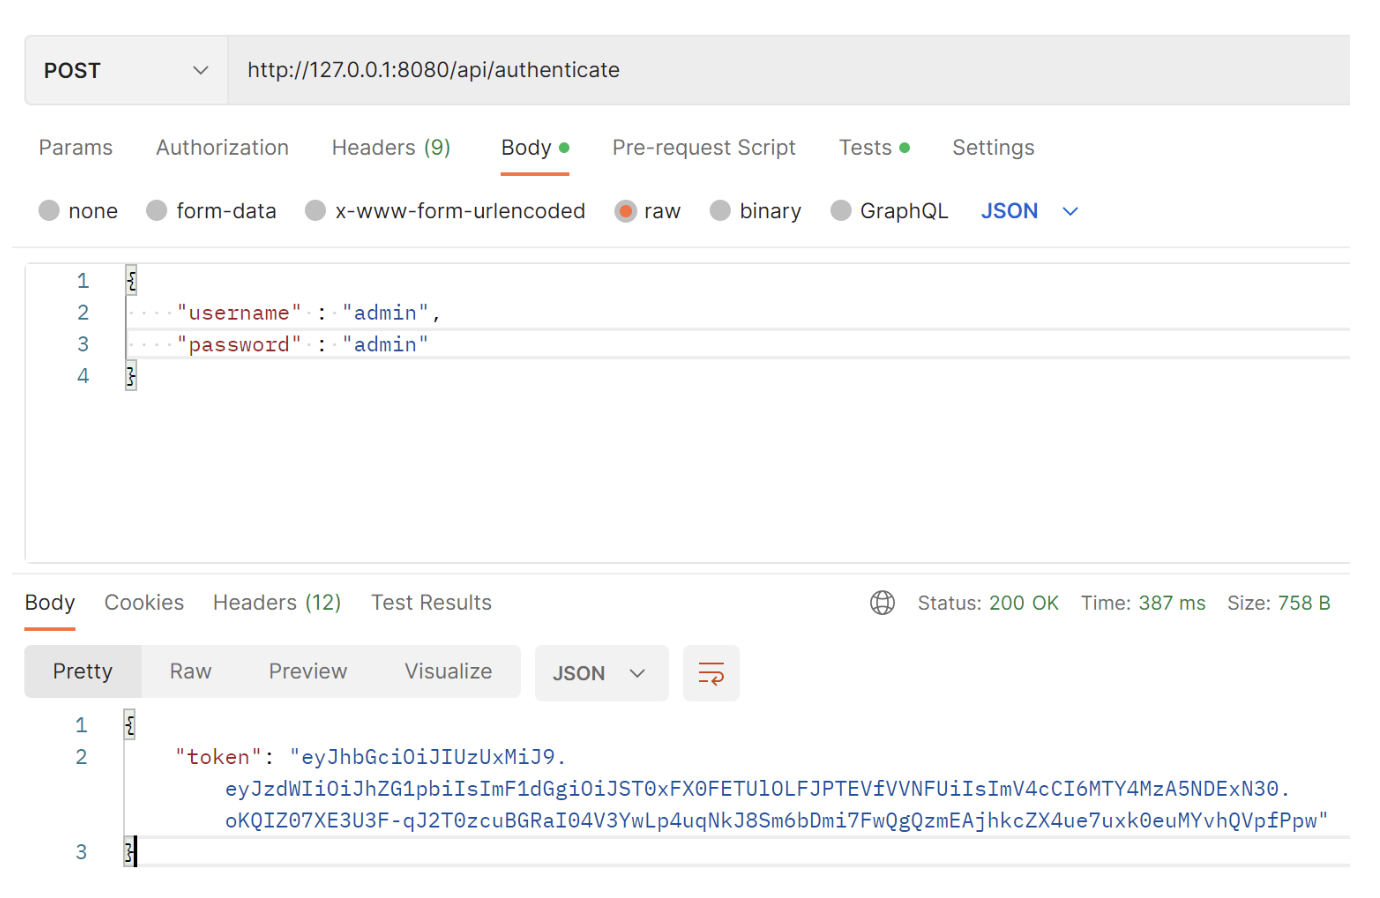 POST http://127.0.0.1:8080/api/authenticate
Params Authorization Headers (9) Body Pre-request Script Tests Settings
none form-data x-www-form-urlencoded raw binary GraphQL JSON
1 {
2 "username" : "admin",
3 "password" : "admin"
4 }
Body Cookies Headers (12) Test Results Status: 200 OK Time: 387 ms Size: 758 B
Pretty Raw Preview Visualize JSON
1 {
2 "token": "eyJhbGciOiJIUzUxMiJ9.
eyJzdWIiOiJhZG1pbiIsImF1dGgiOiJST0xFX0FETUlOLFJPTEVfVVNFUiIsImV4cCI6MTY4MzA5NDExN30.
oKQIZ07XE3U3F-qJ2T0zcuBGRaI04V3YwLp4uqNkJ8Sm6bDmi7FwQgQzmEAjhkcZX4ue7uxk0euMYvhQVpfPpw"
3 }